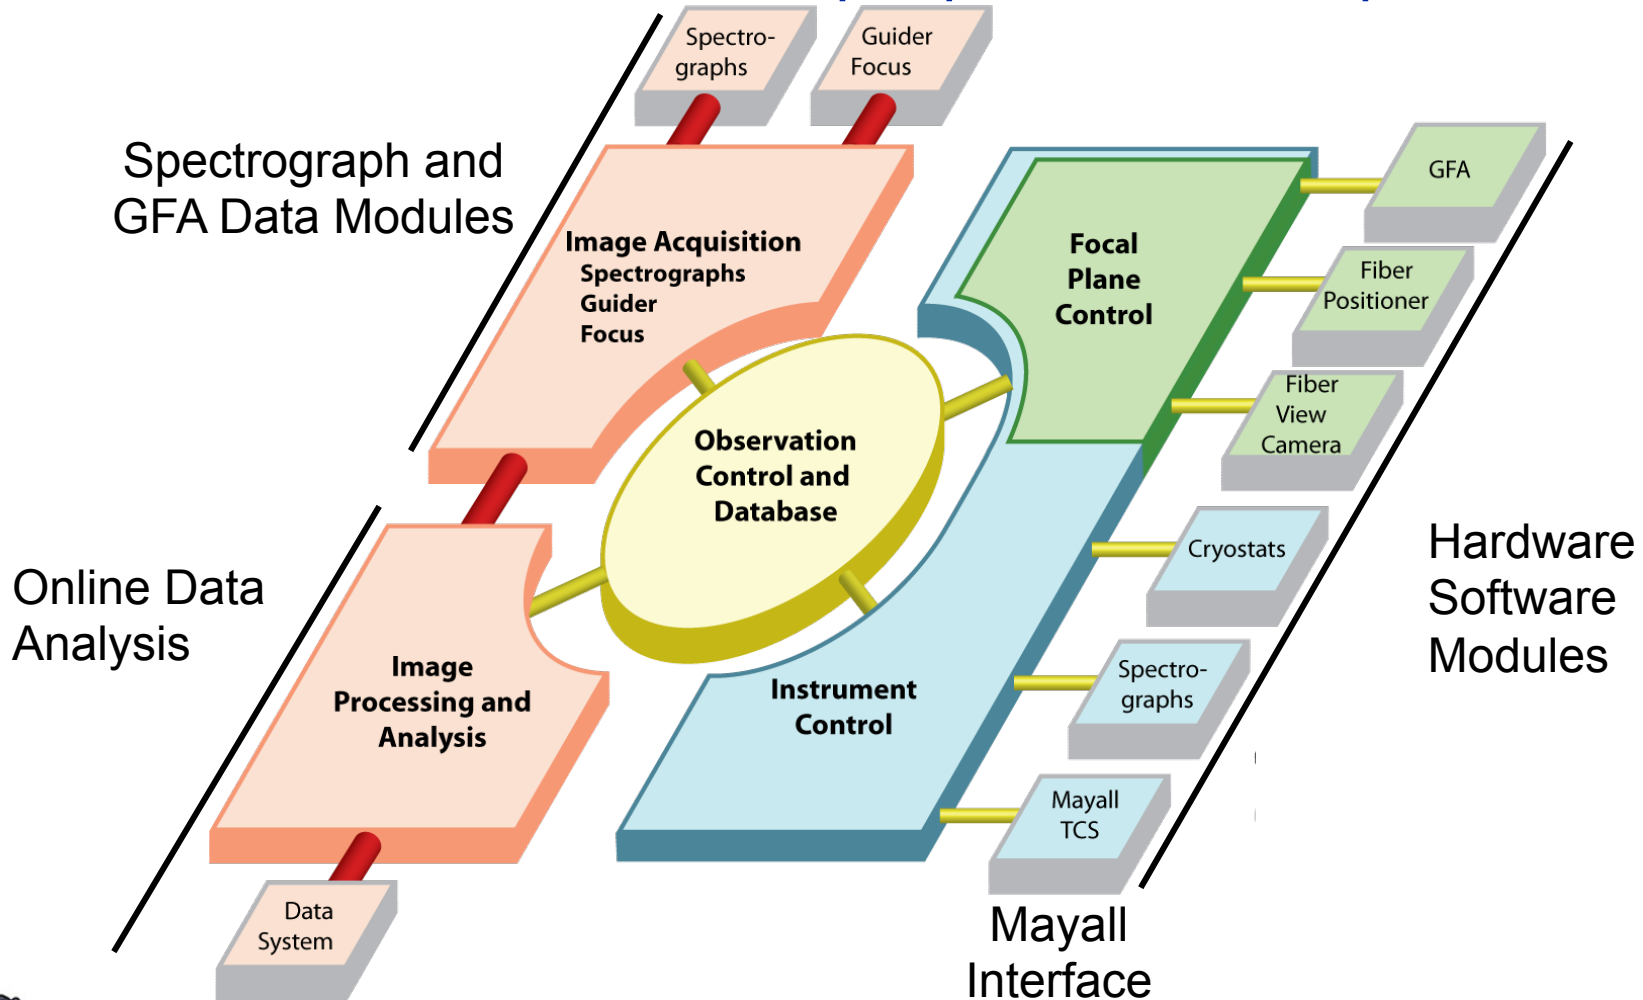 Spectro-
graphs
Guider
Focus
Spectrograph and
GFA Data Modules
Image Acquisition
Spectrographs
Guider
Focus
Focal
Plane
Control
GFA
Fiber
Positioner
Fiber
View
Camera
Observation
Control and
Database
Cryostats
Hardware
Software
Modules
Online Data
Analysis
Image
Processing and
Analysis
Instrument
Control
Spectro-
graphs
Mayall
TCS
Data
System
Mayall
Interface